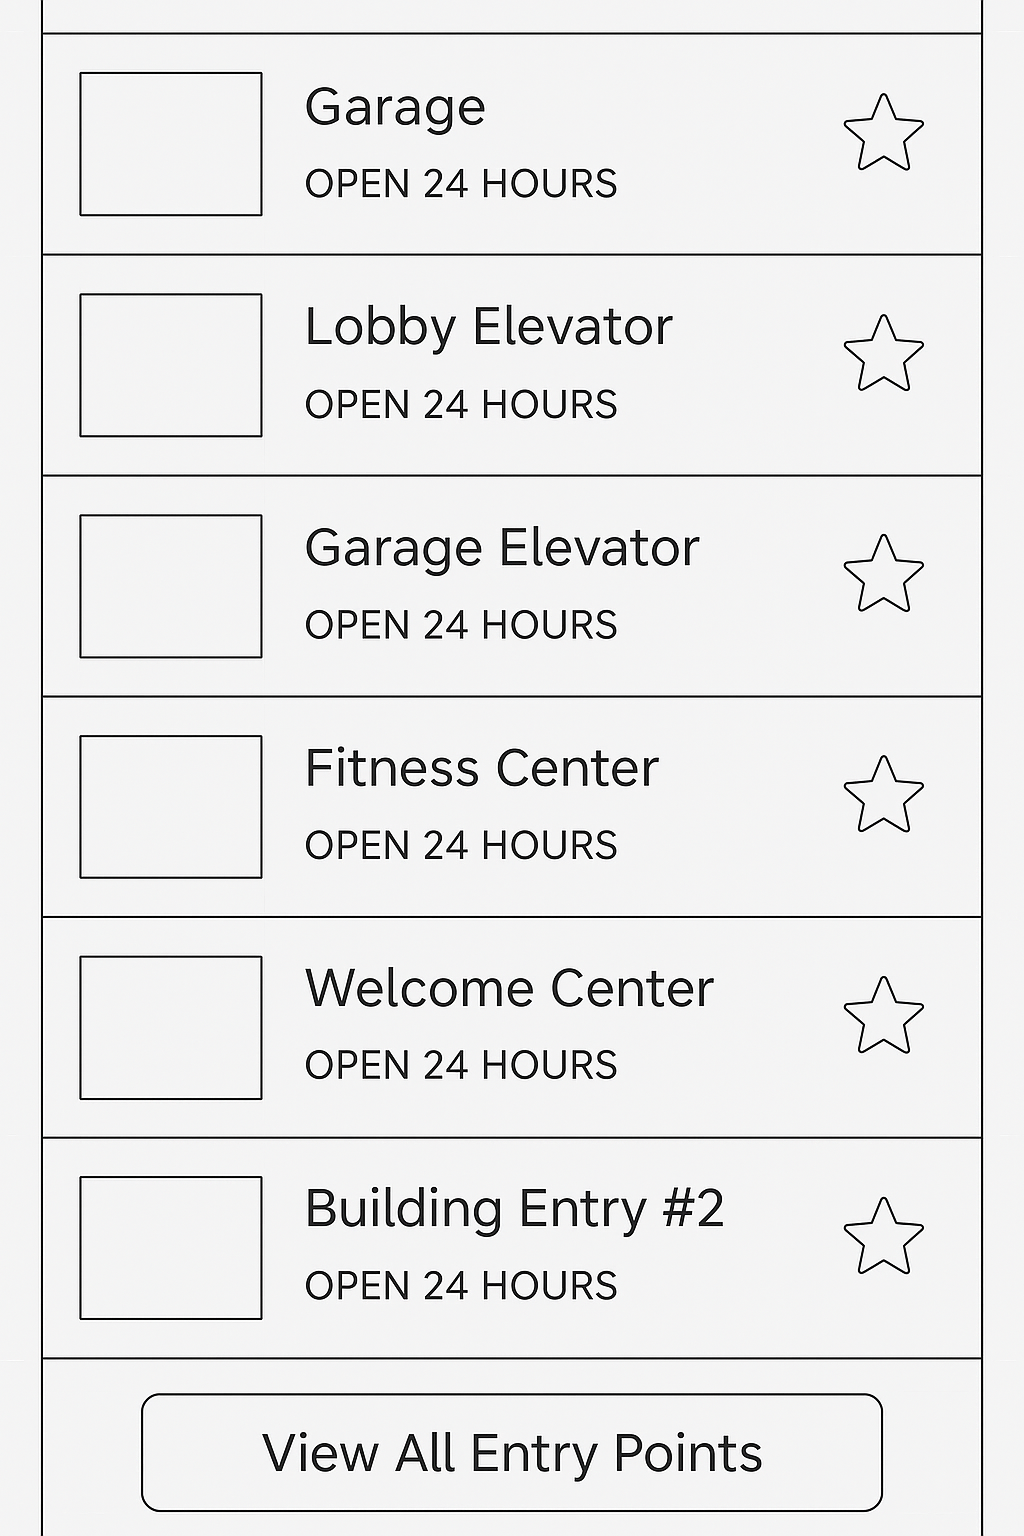 Garage
OPEN 24 HOURS
Lobby Elevator
OPEN 24 HOURS
Garage Elevator
OPEN 24 HOURS
Fitness Center
OPEN 24 HOURS
Welcome Center
OPEN 24 HOURS
Building Entry #2
OPEN 24 HOURS
View All Entry Points